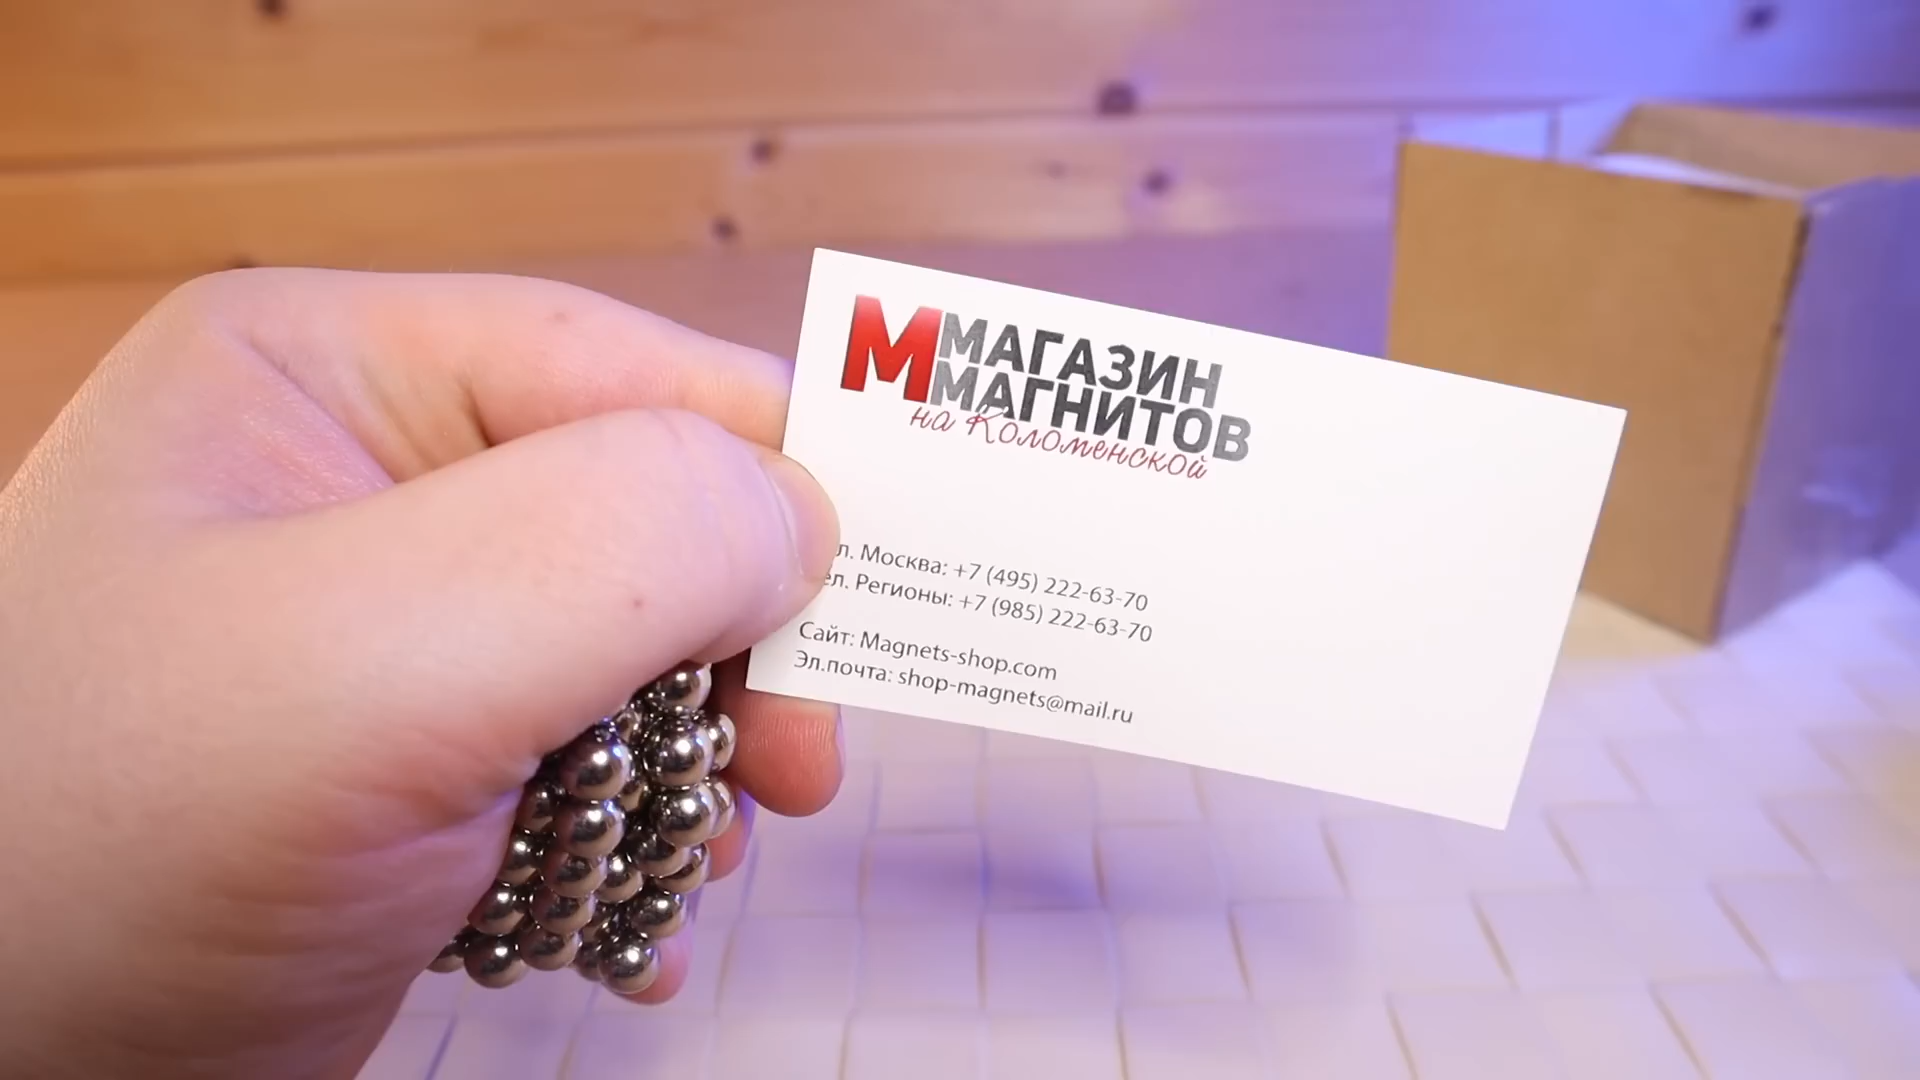 М МАГАЗИН
МАГНИТОВ
на Коломенской
л. Москва: +7 (495) 222-63-70
ел. Регионы: +7 (985) 222-63-70
Сайт: Magnets-shop.com
Эл.почта: shop-magnets@mail.ru